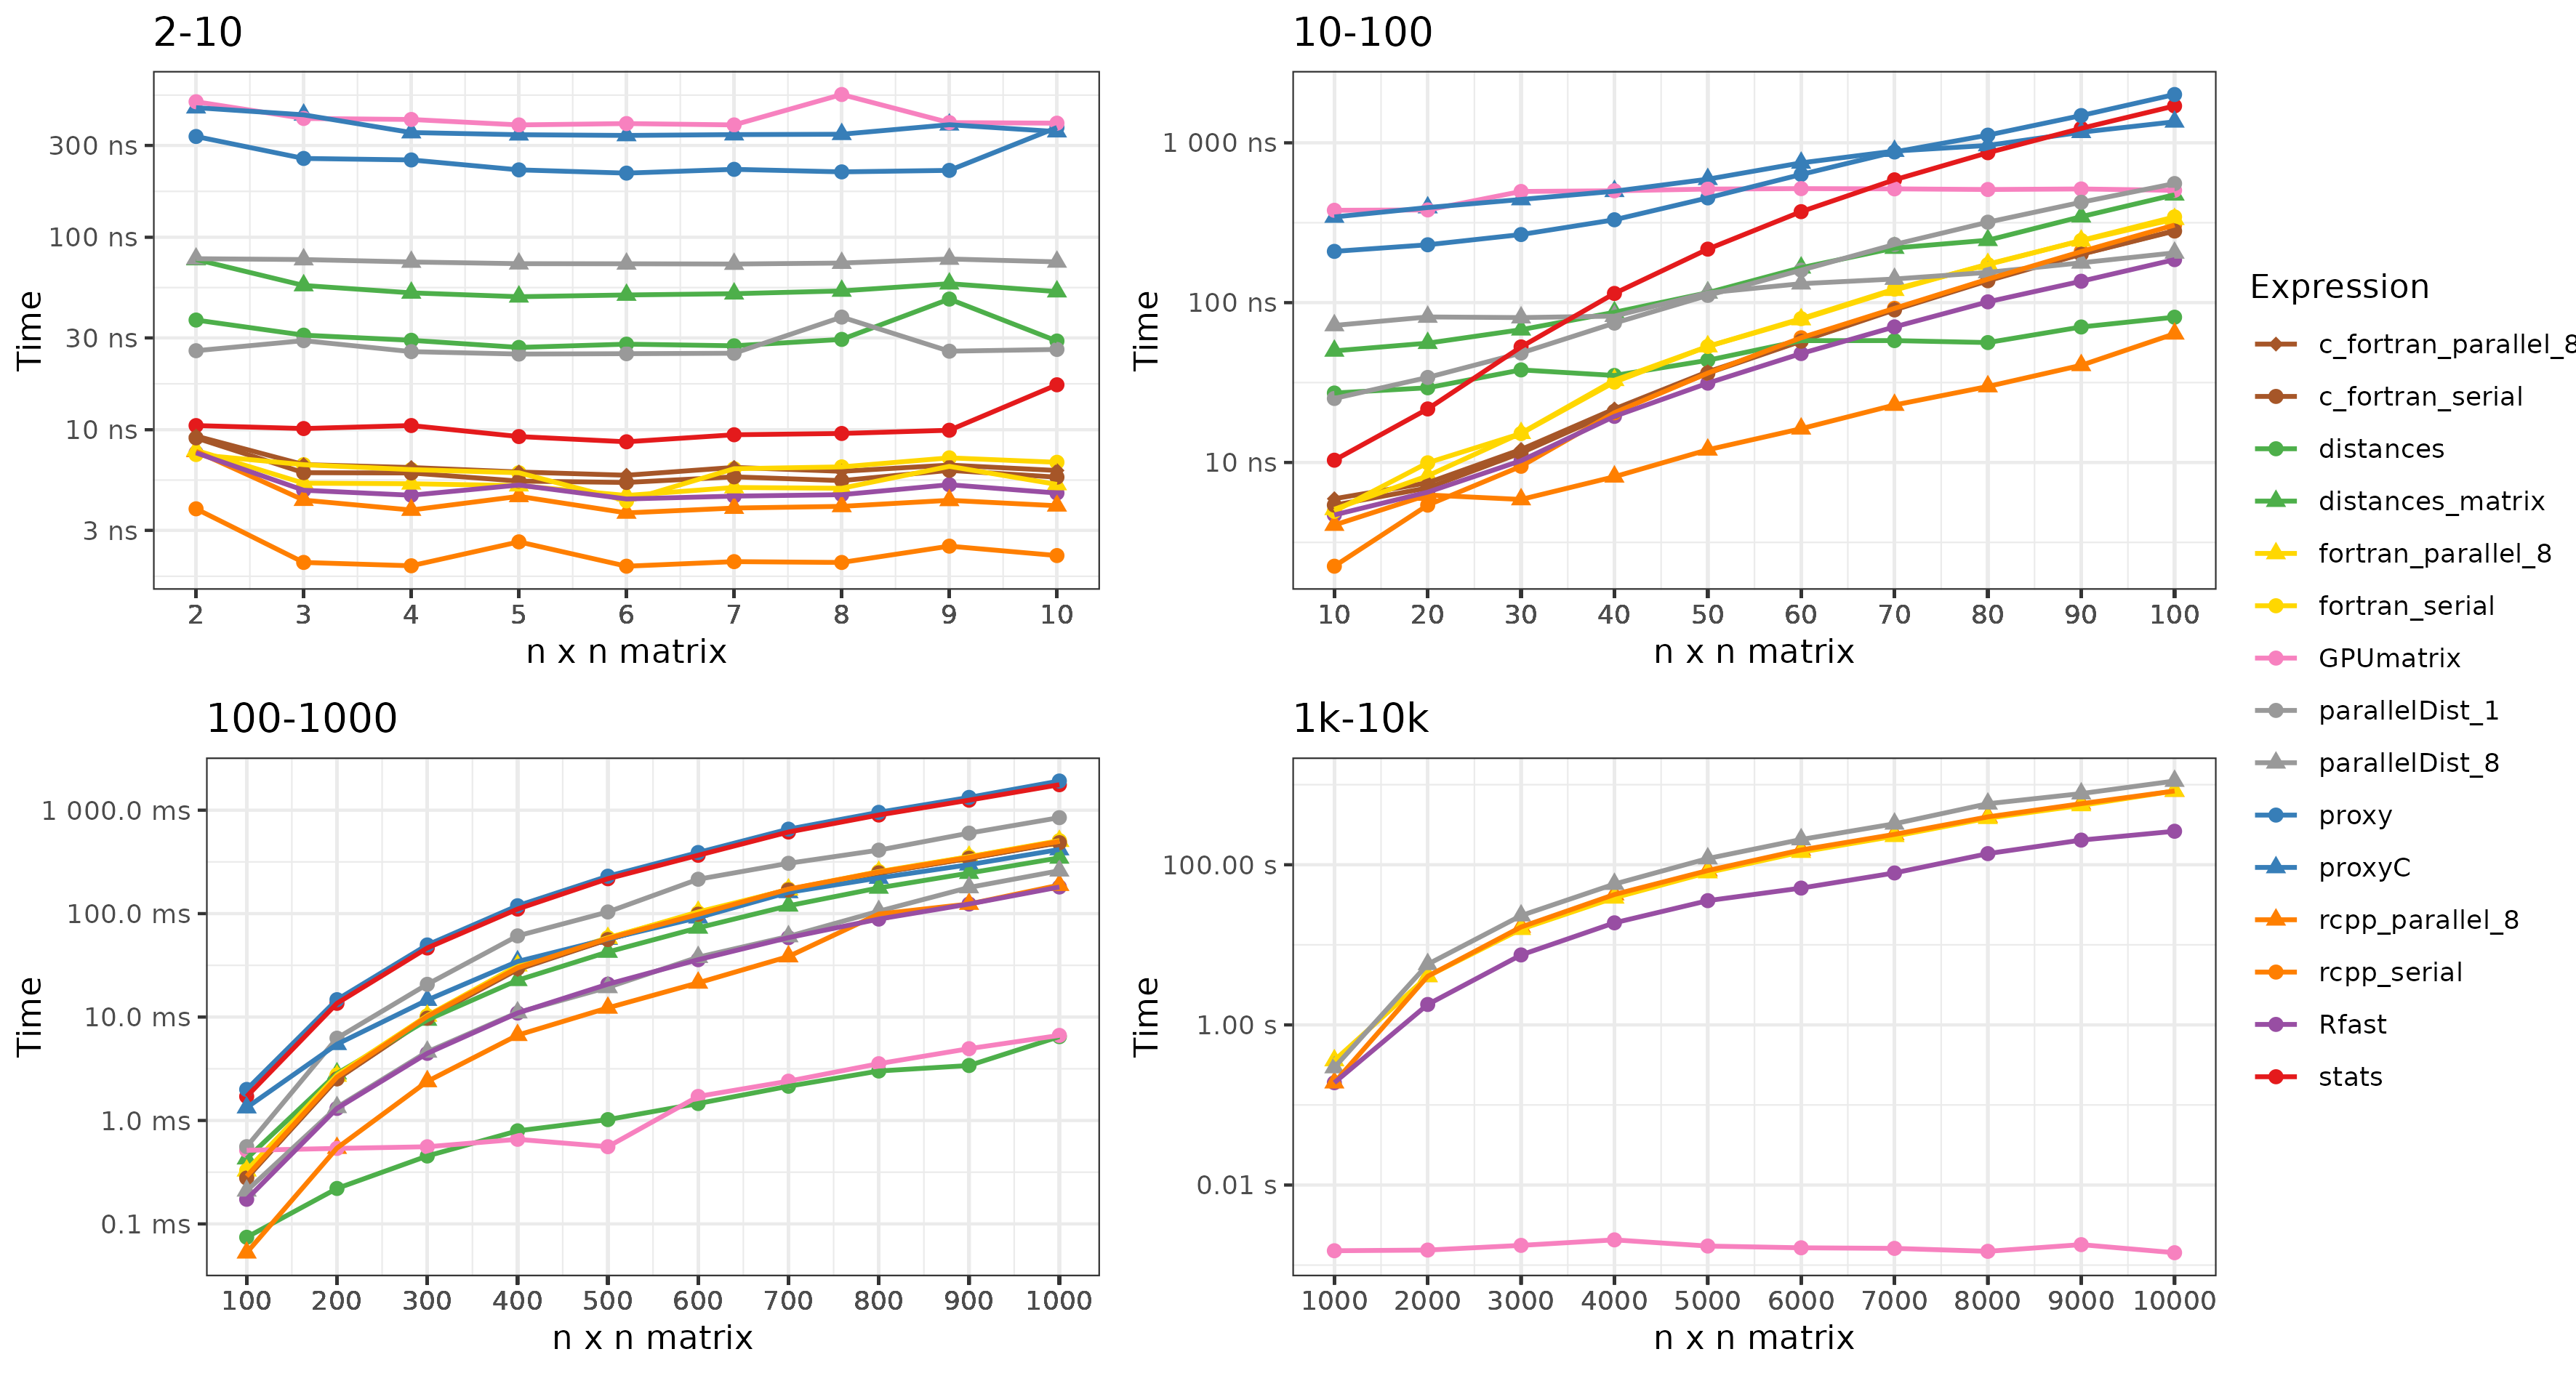 2-10
Time
300 ns
100 ns
30 ns
10 ns
3 ns
2 3 4 5 6 7 8 9 10
n x n matrix
10-100
Time
1 000 ns
100 ns
10 ns
10 20 30 40 50 60 70 80 90 100
n x n matrix
100-1000
Time
1 000.0 ms
100.0 ms
10.0 ms
1.0 ms
0.1 ms
100 200 300 400 500 600 700 800 900 1000
n x n matrix
1k-10k
Time
100.00 s
1.00 s
0.01 s
1000 2000 3000 4000 5000 6000 7000 8000 9000 10000
n x n matrix
Expression
c_fortran_parallel_8
c_fortran_serial
distances
distances_matrix
fortran_parallel_8
fortran_serial
GPUmatrix
parallelDist_1
parallelDist_8
proxy
proxyC
rcpp_parallel_8
rcpp_serial
Rfast
stats